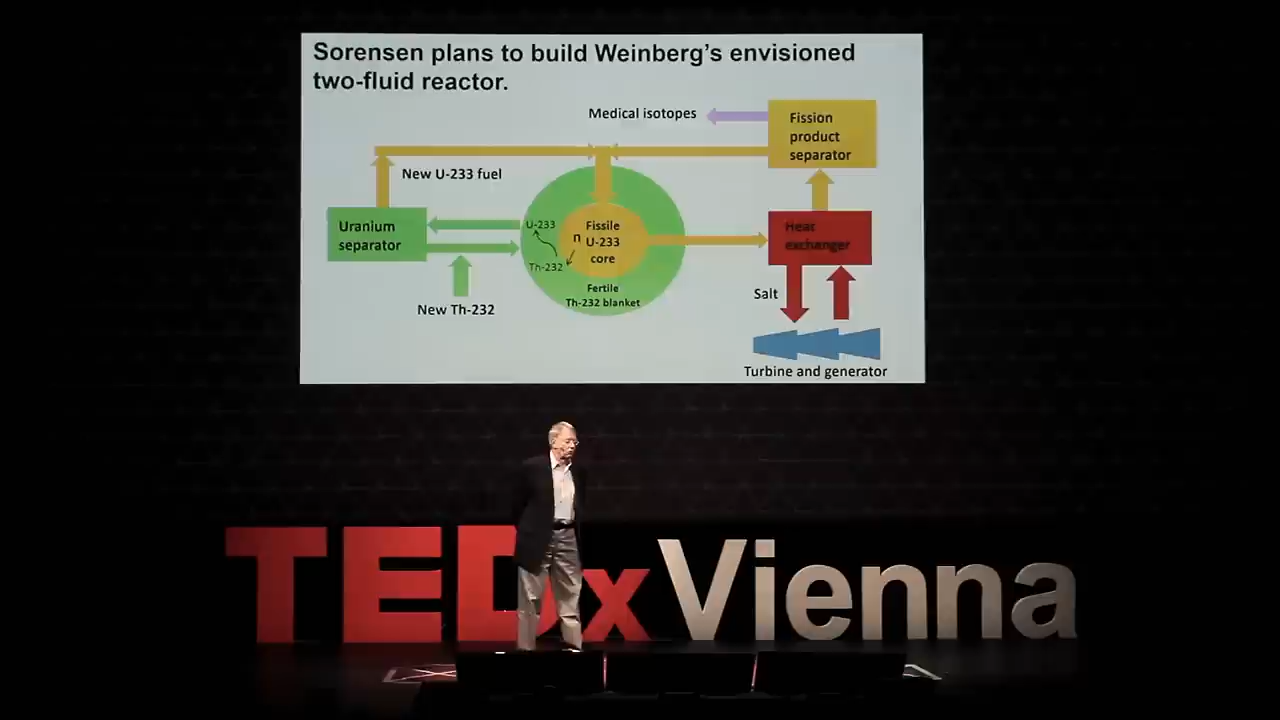 Sorensen plans to build Weinberg's envisioned
two-fluid reactor.
Medical isotopes
Fission
product
separator
New U-233 fuel
Uranium
separator
U-233
n
Th-232
Fissile
U-233
core
Fertile
Th-232 blanket
Heat
exchanger
New Th-232
Salt
Turbine and generator
TEDxVienna